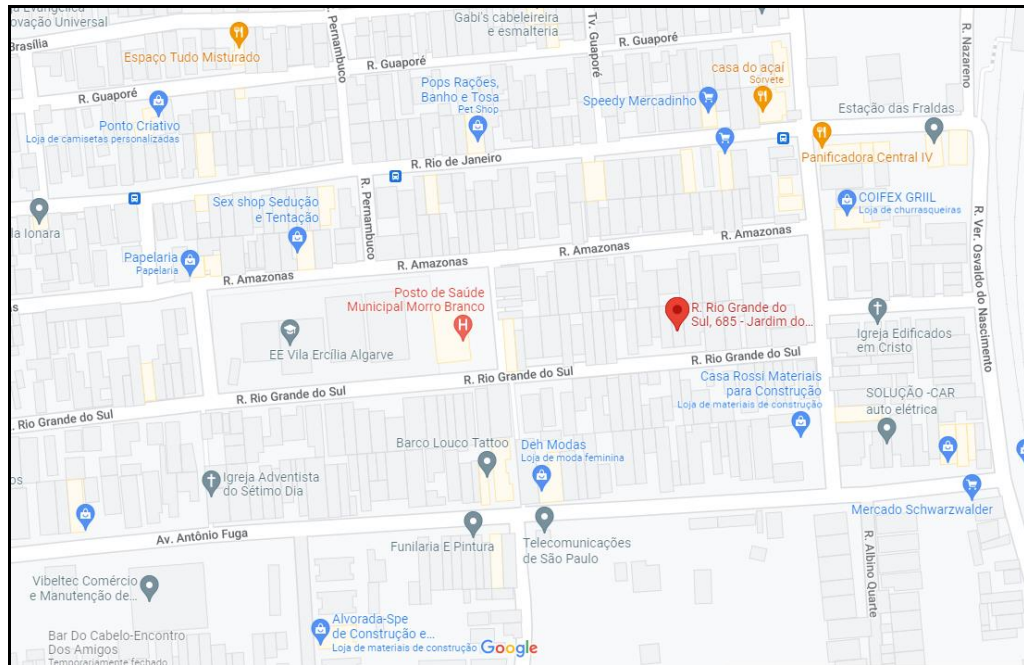 ovação Universal
Brasília
Espaço Tudo Misturado
R. Guaporé
Ponto Criativo
Loja de camisetas personalizadas
Pernambuco
R. Guaporé
Gabi's cabeleireira
e esmalteria
R. Guaporé
Tv. Guaporé
Pops Rações,
Banho e Tosa
Pet Shop
Speedy Mercadinho
casa do açaí
Sorvete
R. Nazareno
Estação das Fraldas
Panificadora Central IV
R. Rio de Janeiro
R. Pernambuco
Sex shop Sedução
e Tentação
la Ionara
Papelaria
Papelaria
R. Amazonas
R. Amazonas
R. Amazonas
R. Amazonas
COIFEX GRIIL
Loja de churrasqueiras
R. Ver. Osvaldo do Nascimento
Posto de Saúde
Municipal Morro Branco
EE Vila Ercília Algarve
R. Rio Grande do
Sul, 685 - Jardim do...
Igreja Edificados
em Cristo
R. Rio Grande do Sul
R. Rio Grande do Sul
R. Rio Grande do Sul
. Rio Grande do Sul
Casa Rossi Materiais
para Construção
Loja de materiais de construção
SOLUÇÃO -CAR
auto elétrica
Barco Louco Tattoo
Deh Modas
Loja de moda feminina
Igreja Adventista
do Sétimo Dia
os
Av. Antônio Fuga
Funilaria E Pintura
Telecomunicações
de São Paulo
Mercado Schwarzwalder
R. Albino Quarte
Vibeltec Comércio
e Manutenção de...
Alvorada-Spe
de Construção e...
Loja de materiais de construção
Bar Do Cabelo-Encontro
Dos Amigos
Temporariamente fechado
Google